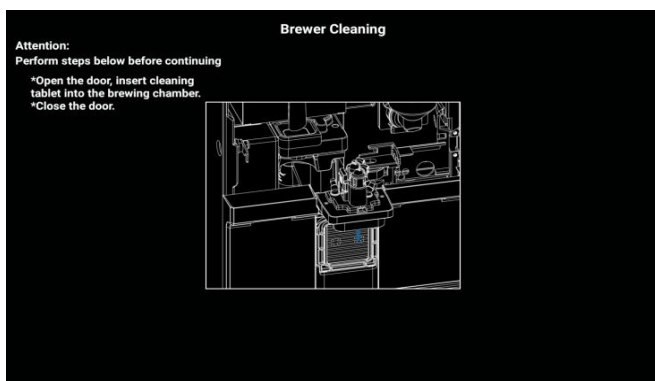 Brewer Cleaning
Attention:
Perform steps below before continuing
*Open the door, insert cleaning
tablet into the brewing chamber.
*Close the door.